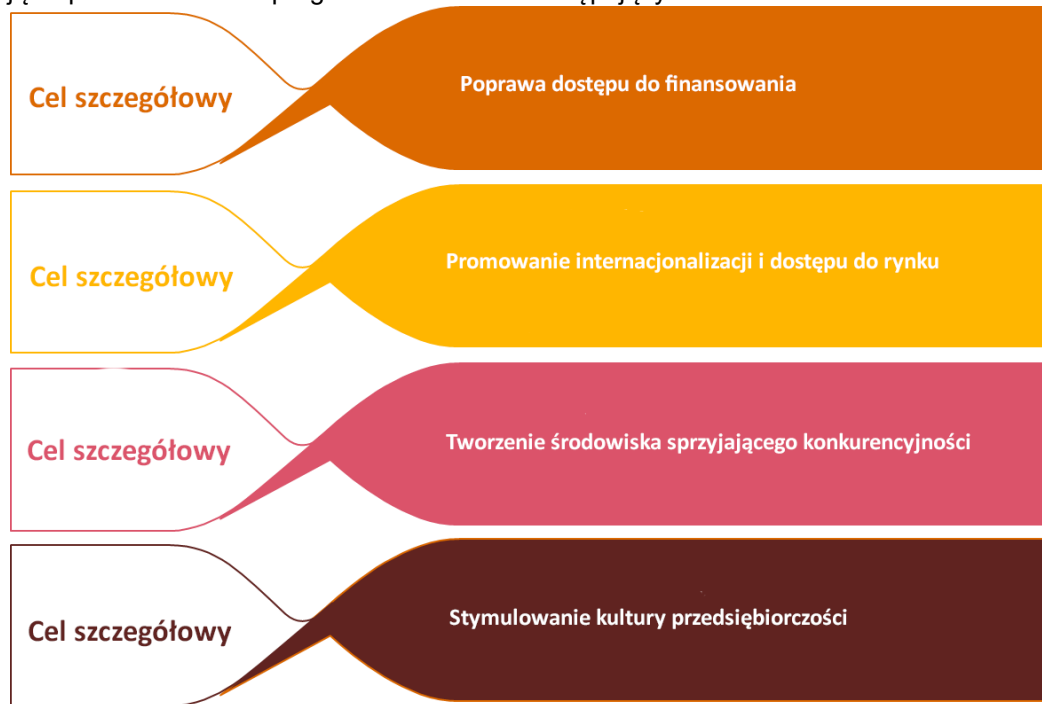 Cel szczegółowy
Poprawa dostępu do finansowania
Cel szczegółowy
Promowanie internacjonalizacji i dostępu do rynku
Cel szczegółowy
Tworzenie środowiska sprzyjającego konkurencyjności
Cel szczegółowy
Stymulowanie kultury przedsiębiorczości